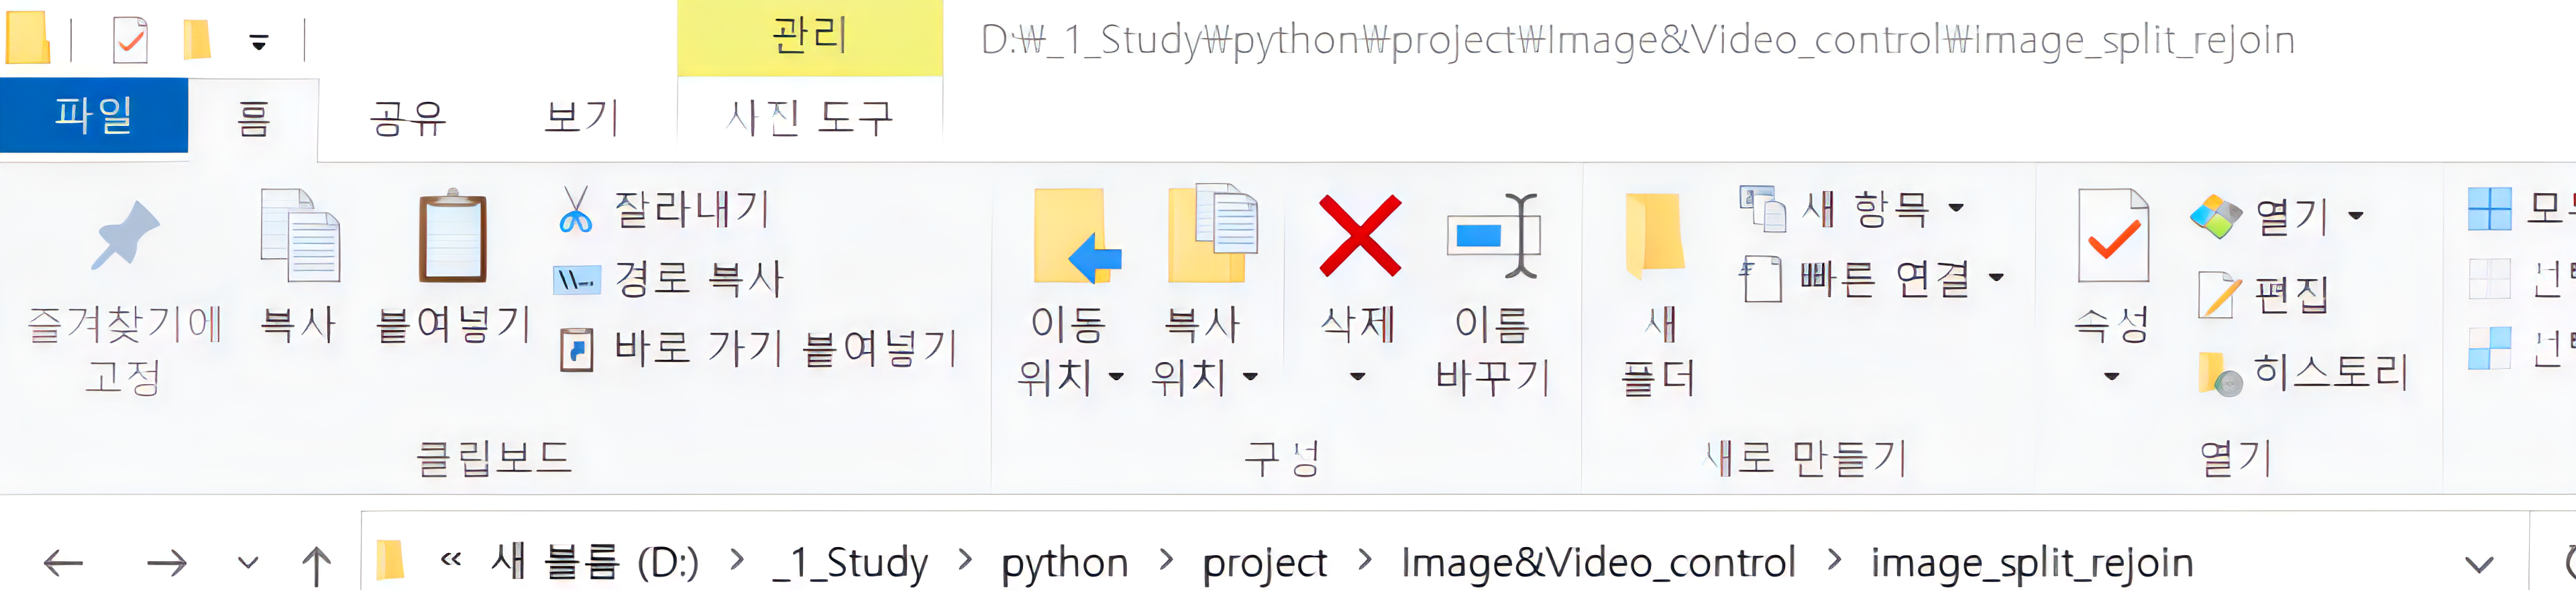 관리
D:₩_1_Study₩python₩project₩Image&Video_control₩image_split_rejoin
파일 홈 공유 보기 사진 도구
즐겨찾기에
고정
복사
붙여넣기
잘라내기
경로 복사
바로 가기 붙여넣기
클립보드
이동
위치
복사
위치
삭제
이름
바꾸기
구성
새
폴더
새 항목
빠른 연결
새로 만들기
속성
열기
편집
히스토리
열기
« 새 볼륨 (D:) > _1_Study > python > project > Image&Video_control > image_split_rejoin